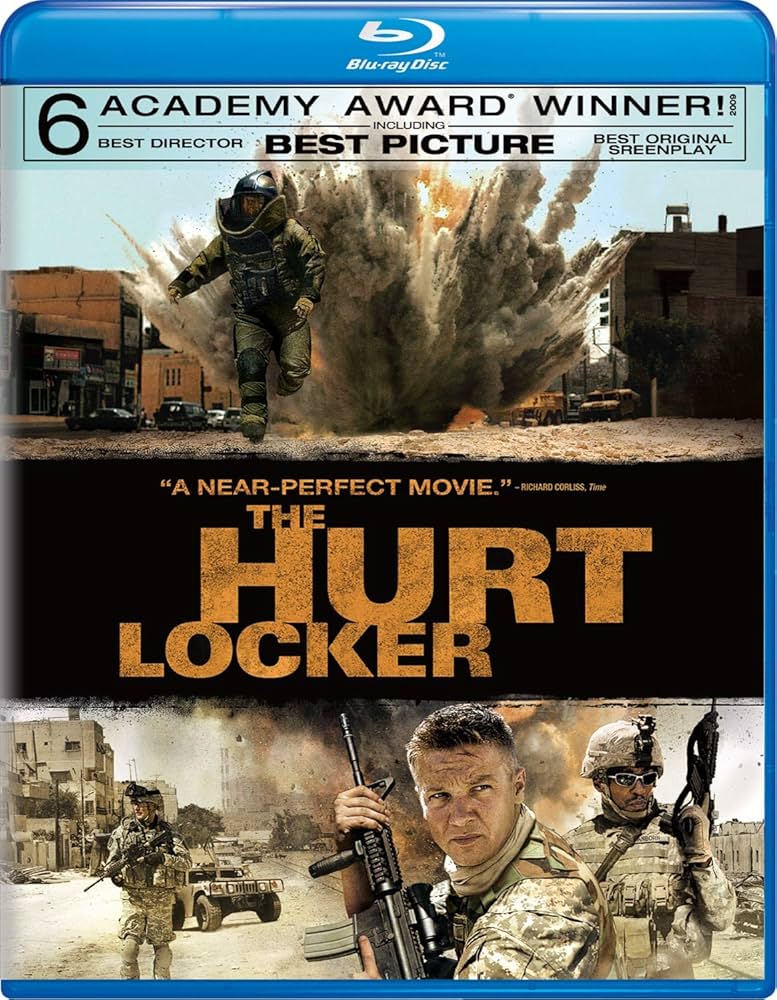 Blu-ray Disc™
6 ACADEMY AWARD® WINNER! 2009
INCLUDING
BEST DIRECTOR BEST PICTURE BEST ORIGINAL
SREENPLAY
“A NEAR-PERFECT MOVIE.” – RICHARD CORLISS, Time
THE
HURT
LOCKER